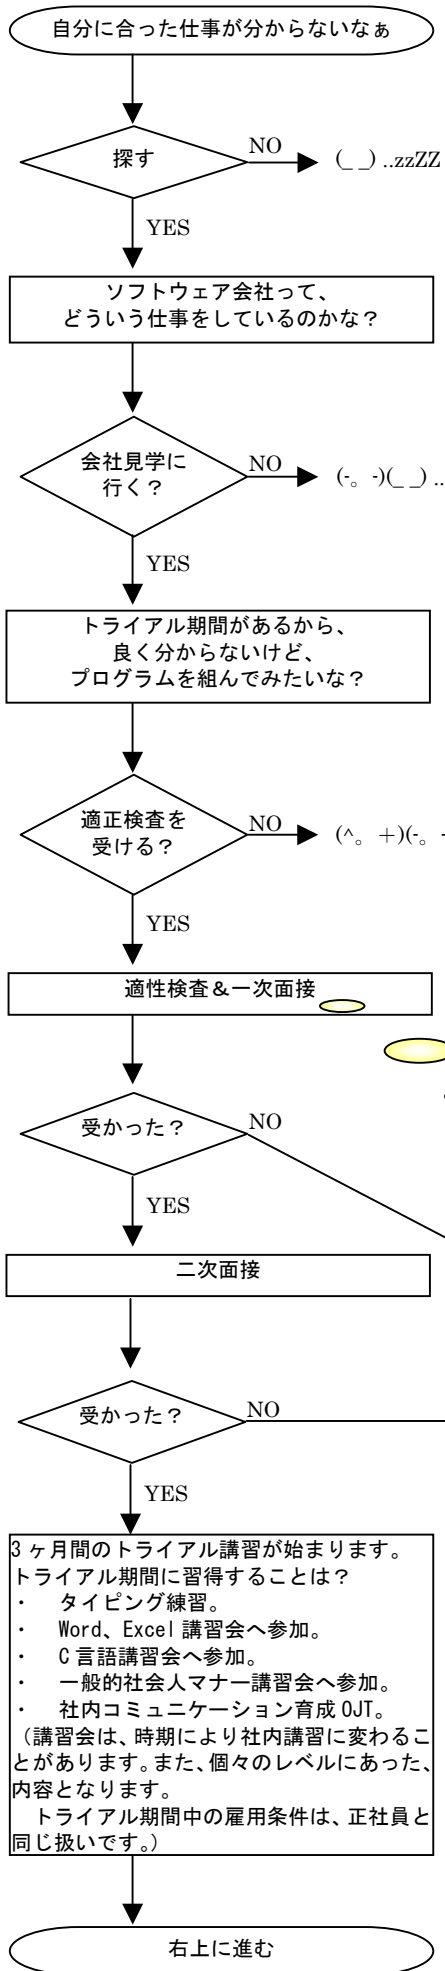 自分に合った仕事が分からないなぁ
探す
NO
(_ _) ..zzZZ
YES
ソフトウェア会社って、
どういう仕事をしているのかな？
会社見学に
行く？
NO
(-。-)(_ _) ..
YES
トライアル期間があるから、
良く分からないけど、
プログラムを組んでみたいな？
適正検査を
受ける？
NO
(^。＋)(-。-
YES
適性検査＆一次面接
受かった？
NO
YES
二次面接
受かった？
NO
YES
3ヶ月間のトライアル講習が始まります。
トライアル期間に習得することは？
・ タイピング練習。
・ Word、Excel 講習会へ参加。
・ C言語講習会へ参加。
・ 一般的社会人マナー講習会へ参加。
・ 社内コミュニケーション育成 OJT。
（講習会は、時期により社内講習に変わるこ
とがあります。また、個々のレベルにあった、
内容となります。
トライアル期間中の雇用条件は、正社員と
同じ扱いです。）
右上に進む